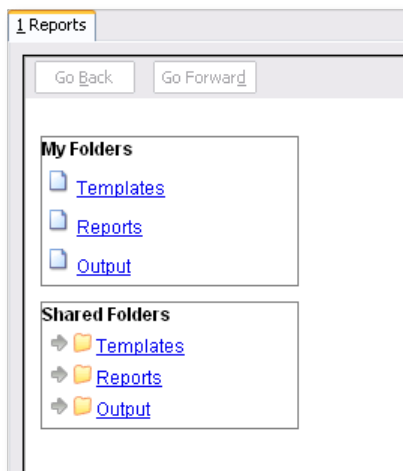 1 Reports
Go Back Go Forward
My Folders
Templates
Reports
Output
Shared Folders
Templates
Reports
Output